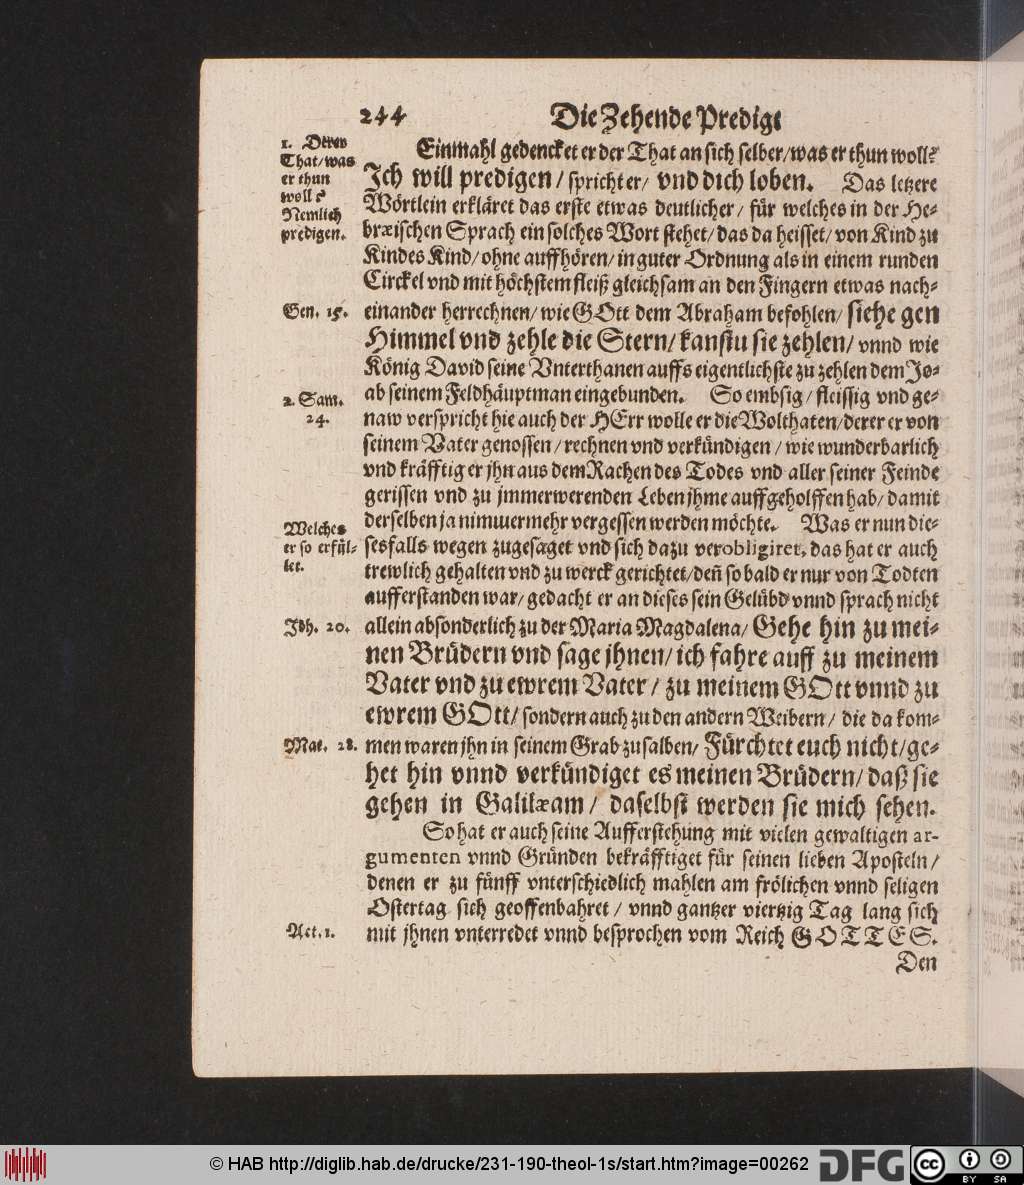 244 Die Zehende Predigt
1. Deren
That/was
er thun
woll?
Nemlich
predigen.
Einmahl gedencket er der That an sich selber/was er thun woll?
Ich will predigen/ spricht er/ vnd dich loben. Das letzere
Wörtlein erkläret das erste etwas deutlicher/ für welches in der He-
bræischen Sprach ein solches Wort stehet/ das da heisset/ von Kind zu
Kindes Kind/ ohne auffhören/ in guter Ordnung als in einem runden
Circkel vnd mit höchstem fleiß gleichsam an den Fingern etwas nach-
Gen. 15.
einander herrechnen/ wie GOtt dem Abraham befohlen/ siehe gen
Himmel vnd zehle die Stern/ kanstu sie zehlen/ vnnd wie
König David seine Vnterthanen auffs eigentlichste zu zehlen dem Jo-
2. Sam.
24.
ab seinem Feldhäuptman eingebunden. So embsig/ fleissig vnd ge-
naw verspricht hie auch der HErr wolle er die Wolthaten/derer er von
seinem Vater genossen/ rechnen vnd verkündigen/ wie wunderbarlich
vnd kräfftig er jhn aus dem Rachen des Todes vnd aller seiner Feinde
gerissen vnd zu jmmerwerenden Leben jhme auffgeholffen hab/ damit
derselben ja nimmermehr vergessen werden möchte. Was er nun die-
Welches
er so erfül-
let.
sesfalls wegen zugesaget vnd sich dazu verobligiret, das hat er auch
trewlich gehalten vnd zu werck gerichtet/deñ so bald er nur von Todten
aufferstanden war/ gedacht er an dieses sein Gelübd vnnd sprach nicht
Joh. 20.
allein absonderlich zu der Maria Magdalena/ Gehe hin zu mei-
nen Brüdern vnd sage jhnen/ ich fahre auff zu meinem
Vater vnd zu ewrem Vater/ zu meinem GOtt vnnd zu
ewrem GOtt/ sondern auch zu den andern Weibern/ die da kom-
Mat. 28.
men waren jhn in seinem Grab zu salben/ Fürchtet euch nicht/ge-
het hin vnnd verkündiget es meinen Brüdern/ daß sie
gehen in Galilæam/ daselbst werden sie mich sehen.
So hat er auch seine Aufferstehung mit vielen gewaltigen ar-
gumenten vnnd Gründen bekräfftiget für seinen lieben Aposteln/
denen er zu fünff vnterschiedlich mahlen am frölichen vnnd seligen
Ostertag sich geoffenbahret/ vnnd gantzer viertzig Tag lang sich
Act. 1.
mit jhnen vnterredet vnnd besprochen vom Reich GOTTES.
Den
© HAB http://diglib.hab.de/drucke/231-190-theol-1s/start.htm?image=00262
DFG
cc
BY SA